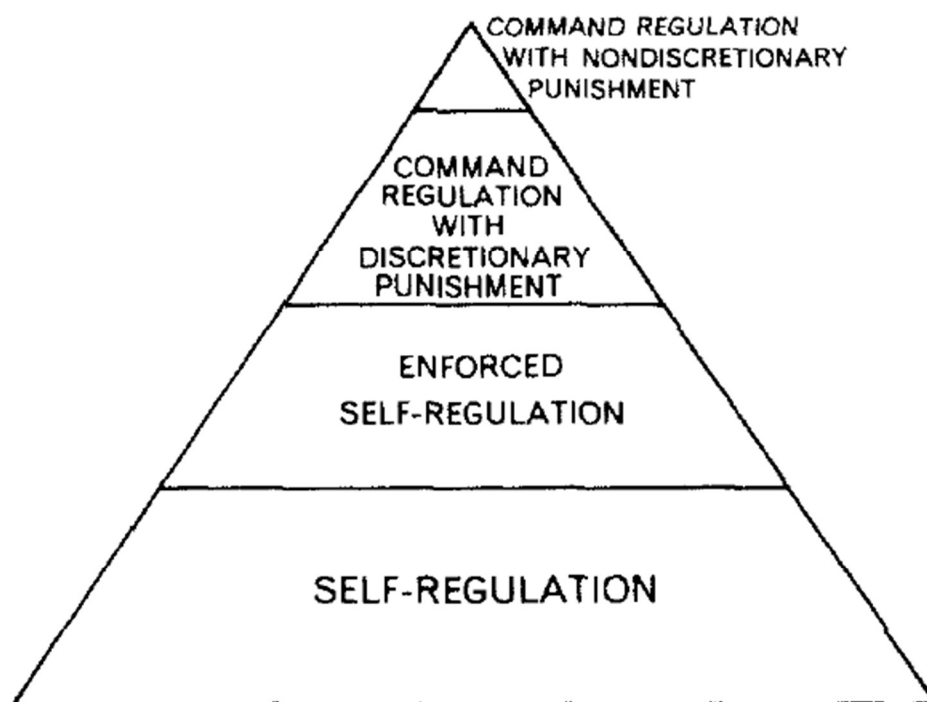 COMMAND REGULATION
WITH NONDISCRETIONARY
PUNISHMENT
COMMAND
REGULATION
WITH
DISCRETIONARY
PUNISHMENT
ENFORCED
SELF-REGULATION
SELF-REGULATION